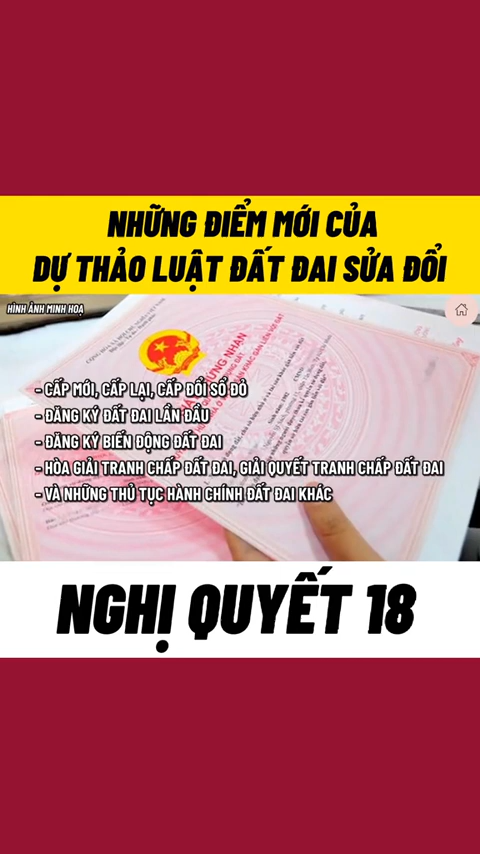 NHỮNG ĐIỂM MỚI CỦA
DỰ THẢO LUẬT ĐẤT ĐAI SỬA ĐỔI
HÌNH ẢNH MINH HOẠ
- CẤP MỚI, CẤP LẠI, CẤP ĐỔI SỔ ĐỎ
- ĐĂNG KÝ ĐẤT ĐAI LẦN ĐẦU
- ĐĂNG KÝ BIẾN ĐỘNG ĐẤT ĐAI
- HÒA GIẢI TRANH CHẤP ĐẤT ĐAI, GIẢI QUYẾT TRANH CHẤP ĐẤT ĐAI
- VÀ NHỮNG THỦ TỤC HÀNH CHÍNH ĐẤT ĐAI KHÁC
NGHỊ QUYẾT 18